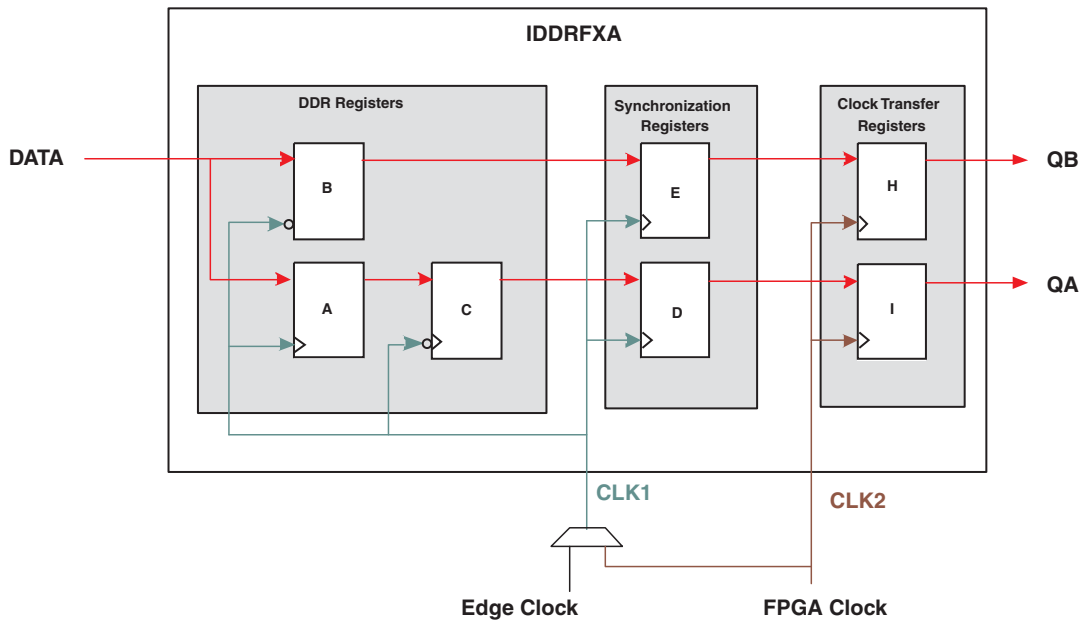 IDDRFXA
DDR Registers
Synchronization
Registers
Clock Transfer
Registers
DATA
B
E
H
QB
A
C
D
I
QA
CLK1
CLK2
Edge Clock
FPGA Clock